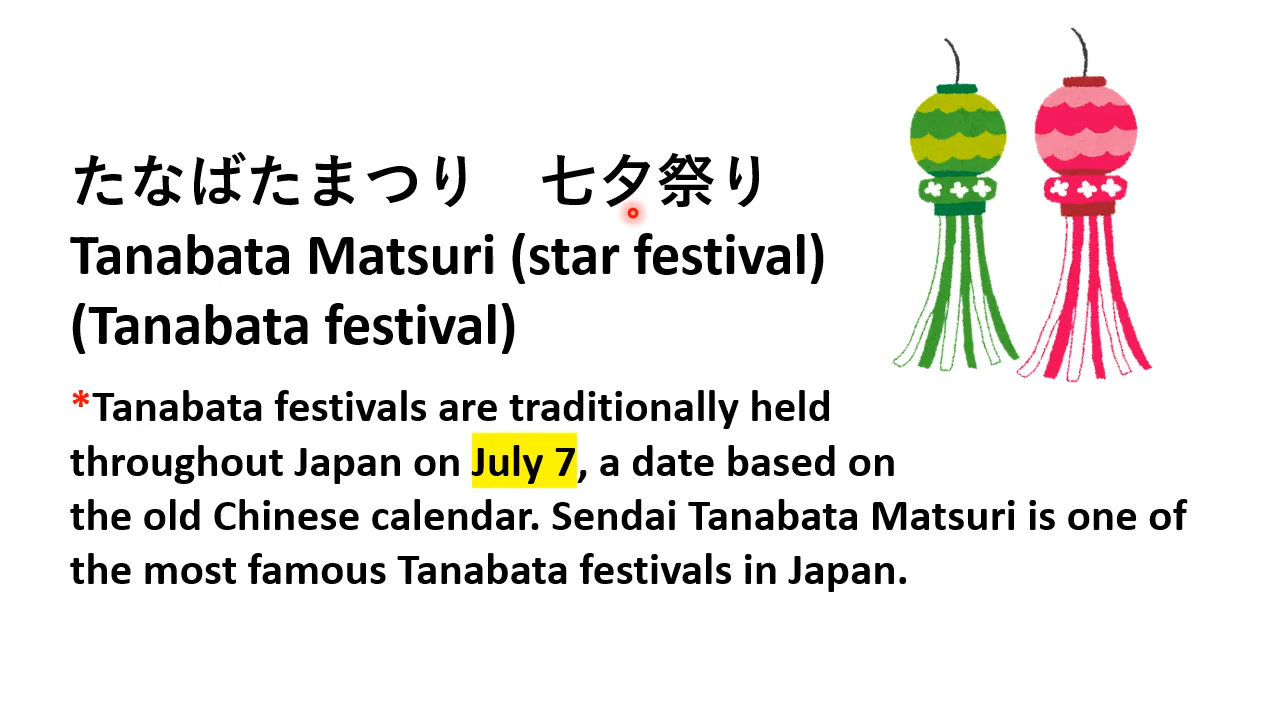 たなばたまつり　七夕祭り
Tanabata Matsuri (star festival)
(Tanabata festival)
*Tanabata festivals are traditionally held
throughout Japan on July 7, a date based on
the old Chinese calendar. Sendai Tanabata Matsuri is one of
the most famous Tanabata festivals in Japan.